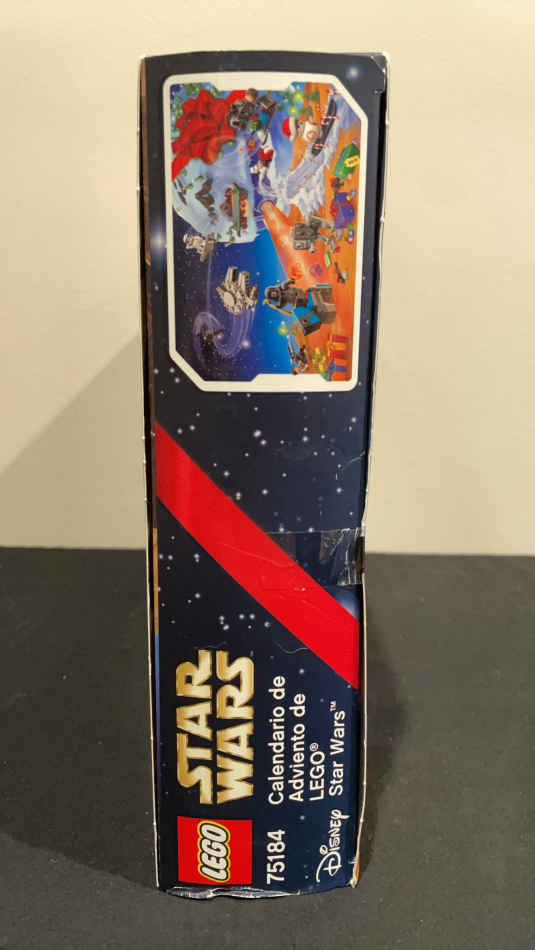 LEGO
STAR
WARS
75184
Calendario de
Adviento de
LEGO®
Disney
Star Wars™